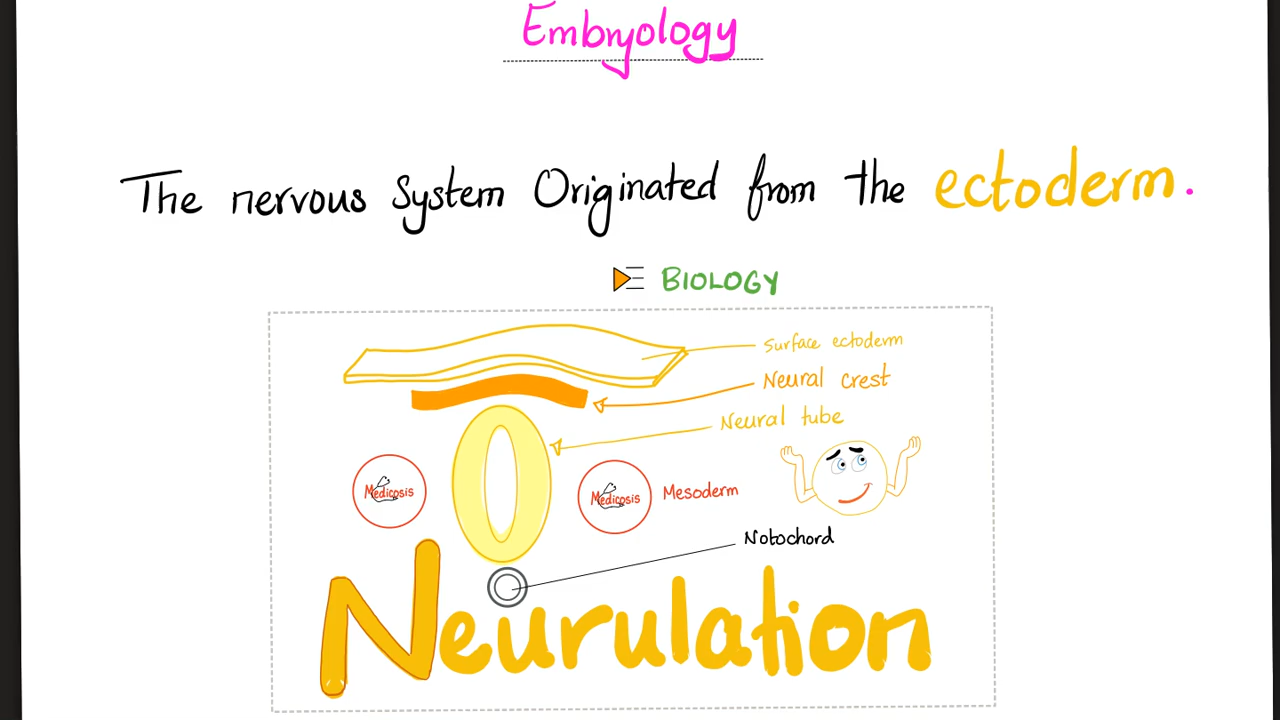 Embryology
The nervous system Originated from the ectoderm.
BIOLOGY
Surface ectoderm
Neural crest
Neural tube
Medicosis
Medicosis
Mesoderm
Notochord
Neurulation